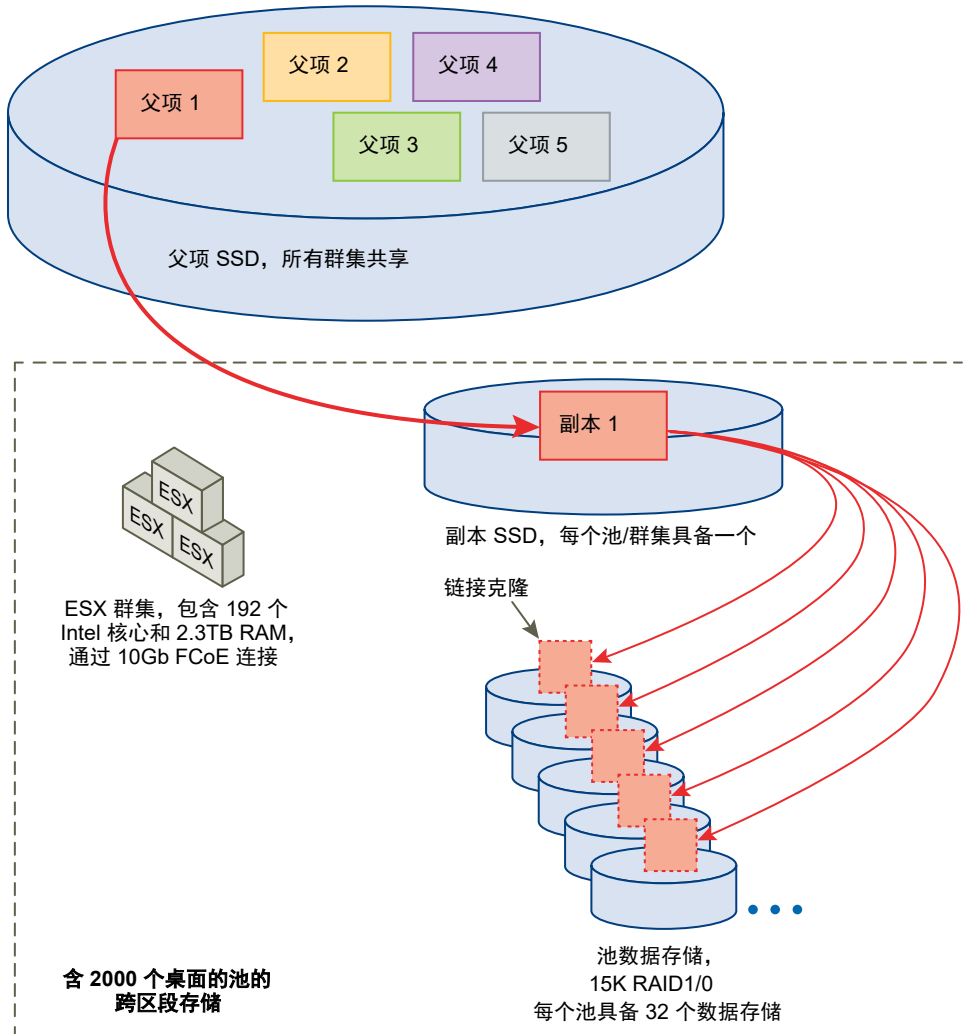 父项 1
父项 2
父项 4
父项 3
父项 5
父项 SSD，所有群集共享
副本 1
副本 SSD，每个池/群集具备一个
ESX
ESX
ESX
ESX 群集，包含 192 个
Intel 核心和 2.3TB RAM，
通过 10Gb FCoE 连接
链接克隆
池数据存储，
15K RAID1/0
每个池具备 32 个数据存储
含 2000 个桌面的池的
跨区段存储